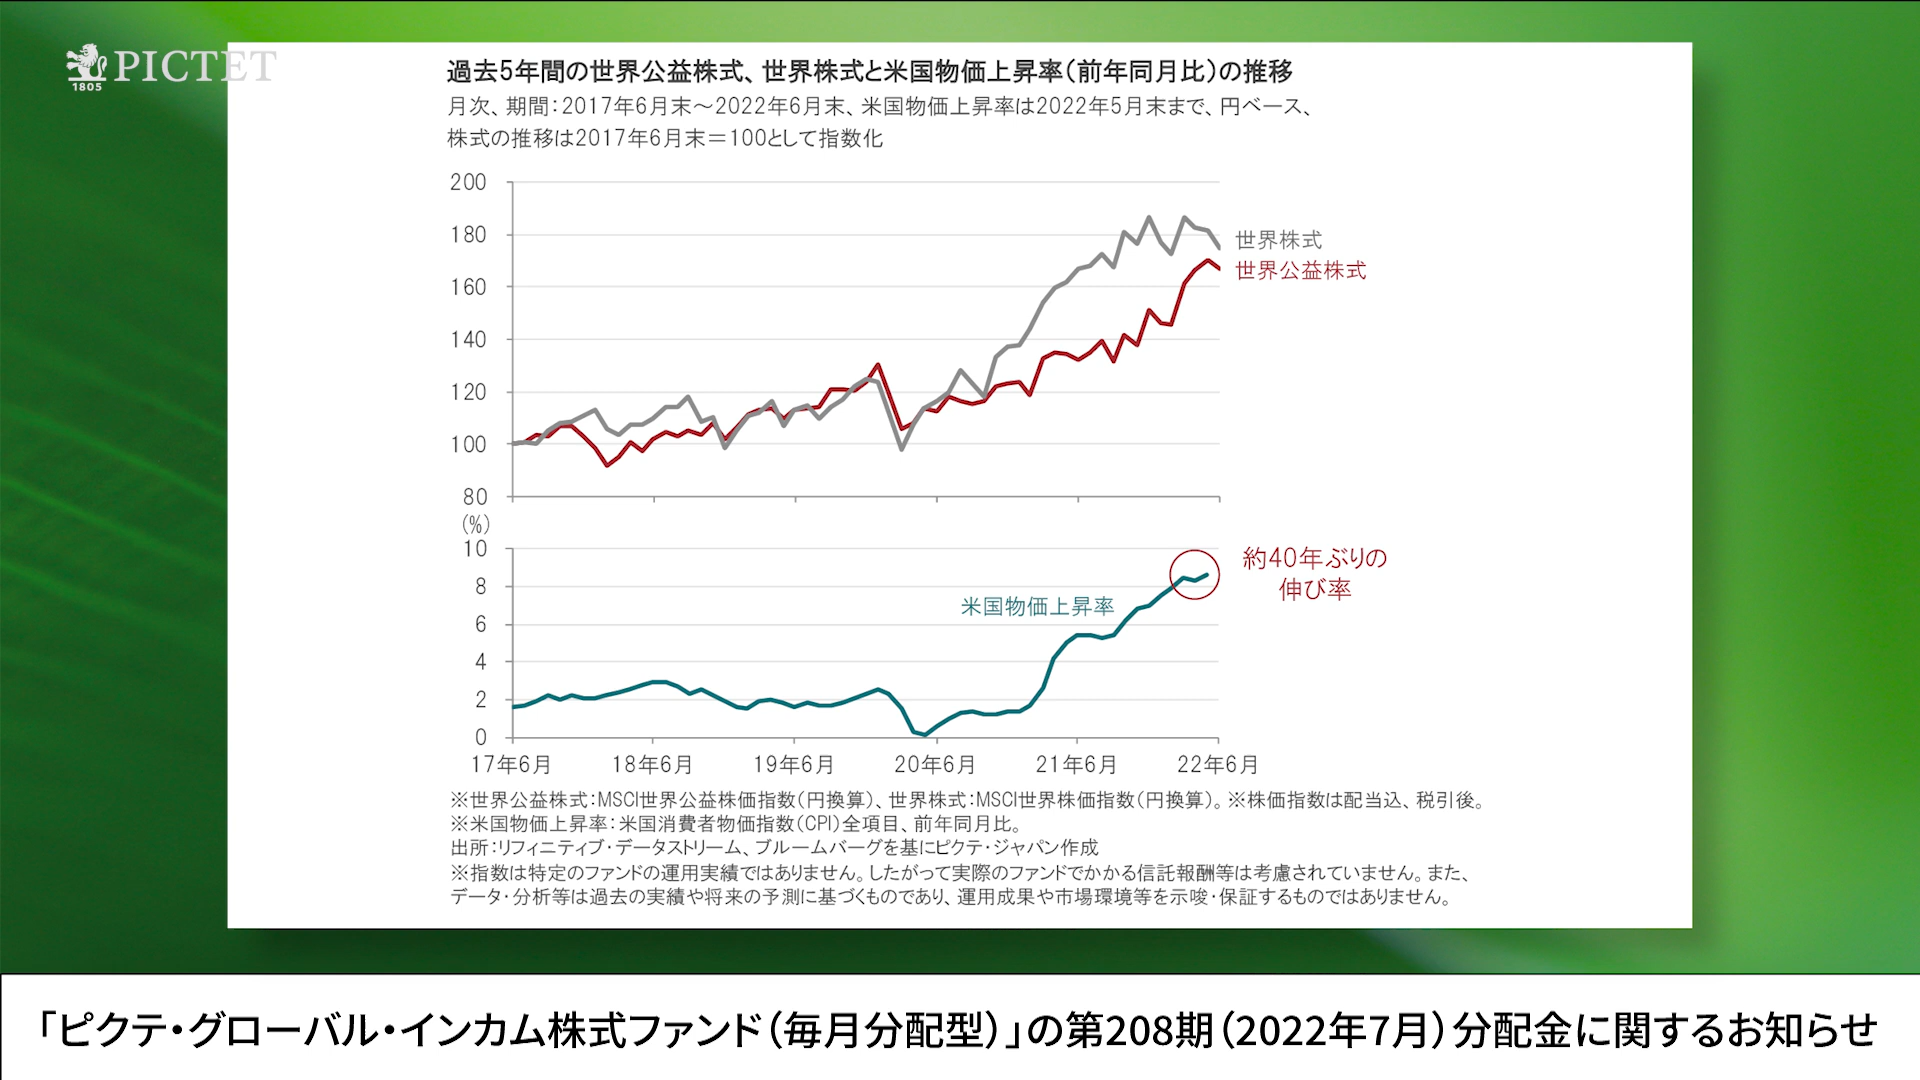 PICTET
1805
過去5年間の世界公益株式、世界株式と米国物価上昇率(前年同月比)の推移
月次、期間:2017年6月末～2022年6月末、米国物価上昇率は2022年5月末まで、円ベース、
株式の推移は2017年6月末＝100として指数化
200
180
160
140
120
100
80
世界株式
世界公益株式
(%)
10
8
6
4
2
0
米国物価上昇率
約40年ぶりの
伸び率
17年6月 18年6月 19年6月 20年6月 21年6月 22年6月
※世界公益株式:MSCI世界公益株価指数(円換算)、世界株式:MSCI世界株価指数(円換算)。※株価指数は配当込、税引後。
※米国物価上昇率:米国消費者物価指数(CPI)全項目、前年同月比。
出所:リフィニティブ・データストリーム、ブルームバーグを基にピクテ・ジャパン作成
※指数は特定のファンドの運用実績ではありません。したがって実際のファンドでかかる信託報酬等は考慮されていません。また、
データ・分析等は過去の実績や将来の予測に基づくものであり、運用成果や市場環境等を示唆・保証するものではありません。
「ピクテ・グローバル・インカム株式ファンド(毎月分配型)」の第208期(2022年7月)分配金に関するお知らせ